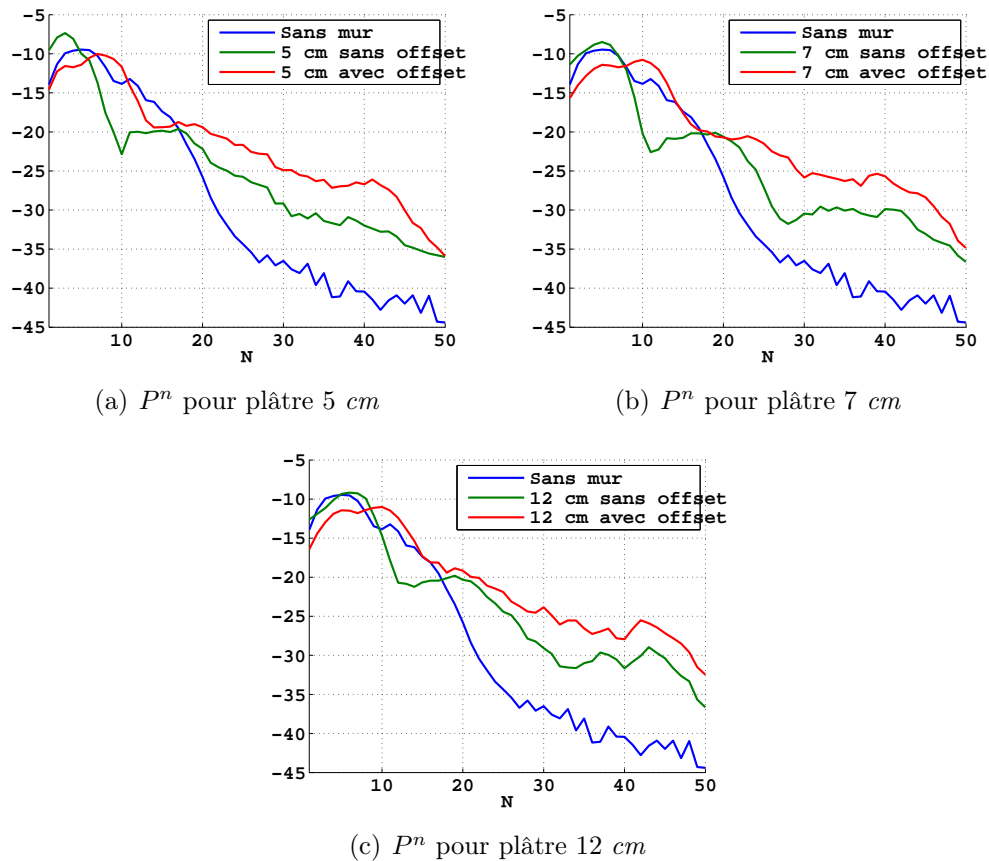 Sans mur
5 cm sans offset
5 cm avec offset
−5
−10
−15
−20
−25
−30
−35
−40
−45
10 20 30 40 50
N
(a) Pⁿ pour plâtre 5 cm
Sans mur
7 cm sans offset
7 cm avec offset
−5
−10
−15
−20
−25
−30
−35
−40
−45
10 20 30 40 50
N
(b) Pⁿ pour plâtre 7 cm
Sans mur
12 cm sans offset
12 cm avec offset
−5
−10
−15
−20
−25
−30
−35
−40
−45
10 20 30 40 50
N
(c) Pⁿ pour plâtre 12 cm